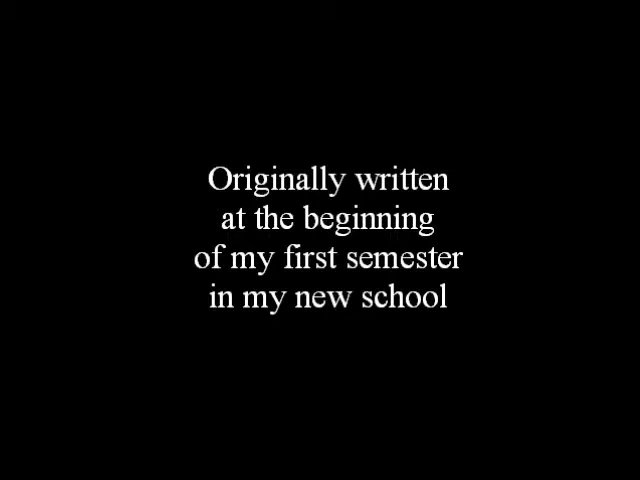 Originally written
at the beginning
of my first semester
in my new school